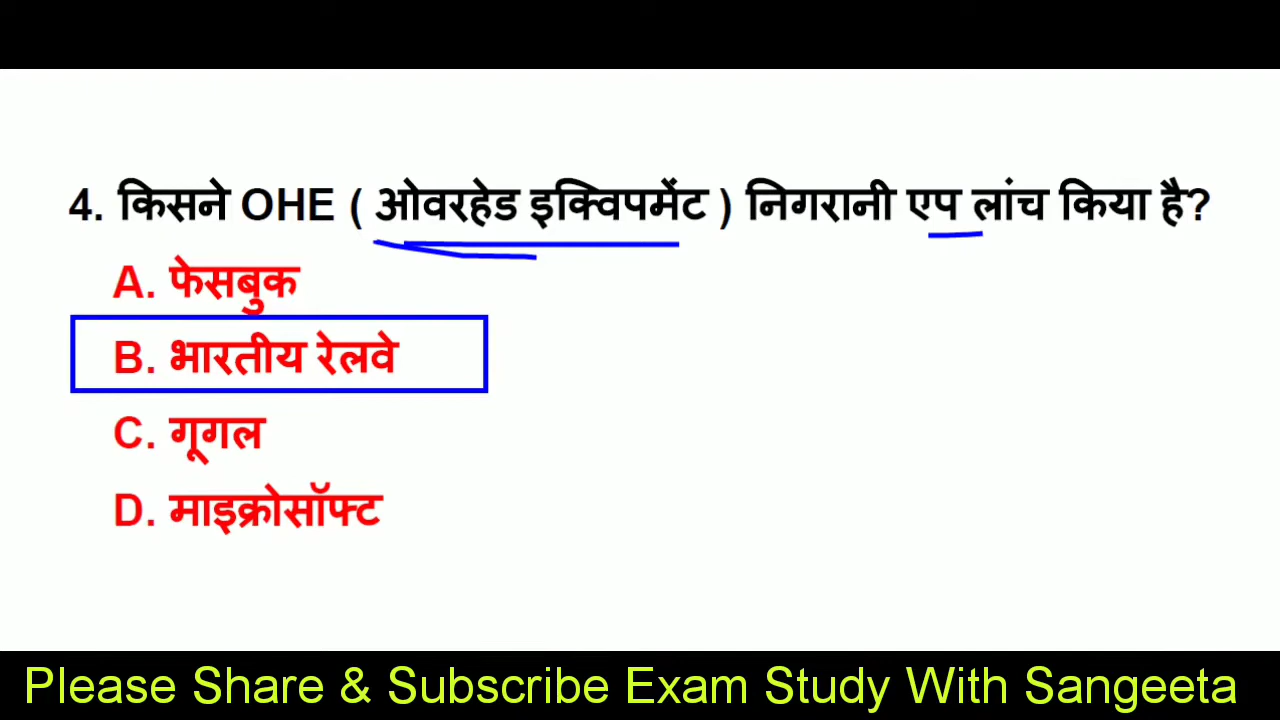 4. किसने OHE ( ओवरहेड इक्विपमेंट ) निगरानी एप लांच किया है?
A. फेसबुक
B. भारतीय रेलवे
C. गूगल
D. माइक्रोसॉफ्ट
Please Share & Subscribe Exam Study With Sangeeta